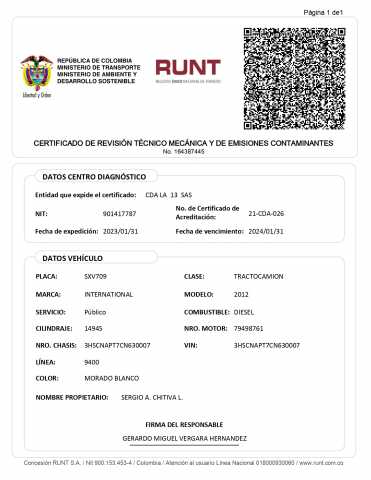 Página 1 de1
REPÚBLICA DE COLOMBIA
MINISTERIO DE TRANSPORTE
MINISTERIO DE AMBIENTE Y
DESARROLLO SOSTENIBLE
Libertad y Orden
RUNT
REGISTRO ÚNICO NACIONAL DE TRÁNSITO
CERTIFICADO DE REVISIÓN TÉCNICO MECÁNICA Y DE EMISIONES CONTAMINANTES
No. 164387445
DATOS CENTRO DIAGNÓSTICO
Entidad que expide el certificado: CDA LA 13 SAS
NIT: 901417787 No. de Certificado de Acreditación: 21-CDA-026
Fecha de expedición: 2023/01/31 Fecha de vencimiento: 2024/01/31
DATOS VEHÍCULO
PLACA: SXV709 CLASE: TRACTOCAMION
MARCA: INTERNATIONAL MODELO: 2012
SERVICIO: Público COMBUSTIBLE: DIESEL
CILINDRAJE: 14945 NRO. MOTOR: 79498761
NRO. CHASIS: 3HSCNAPT7CN630007 VIN: 3HSCNAPT7CN630007
LÍNEA: 9400
COLOR: MORADO BLANCO
NOMBRE PROPIETARIO: SERGIO A. CHITIVA L.
FIRMA DEL RESPONSABLE
GERARDO MIGUEL VERGARA HERNANDEZ
Concesión RUNT S.A. / Nit 900.153.453-4 / Colombia / Atención al usuario Línea Nacional 018000930060 / www.runt.com.co